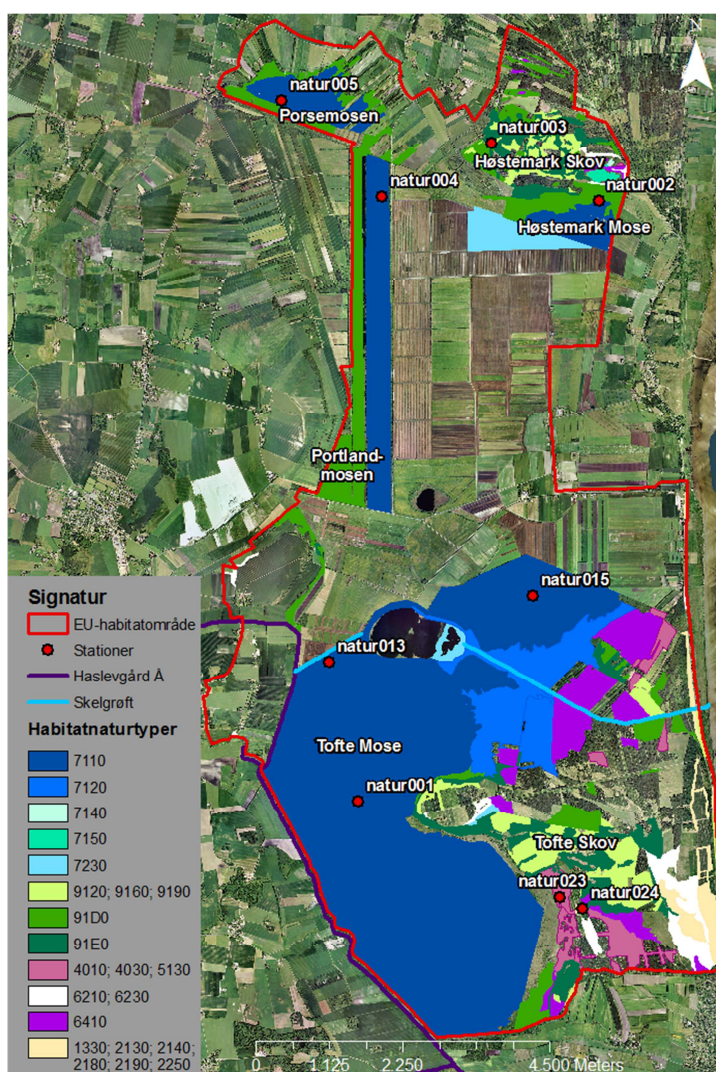 N
natur005
Porsemosen
natur003
Høstemark Skov
natur004
natur002
Høstemark Mose
Portland-
mosen
natur015
natur013
Tofte Mose
natur001
Tofte Skov
natur023
natur024
Signatur
EU-habitatområde
Stationer
Haslevgård Å
Skelgrøft
Habitatnaturtyper
7110
7120
7140
7150
7230
9120; 9160; 9190
91D0
91E0
4010; 4030; 5130
6210; 6230
6410
1330; 2130; 2140;
2180; 2190; 2250
0 1.125 2.250 4.500 Meters